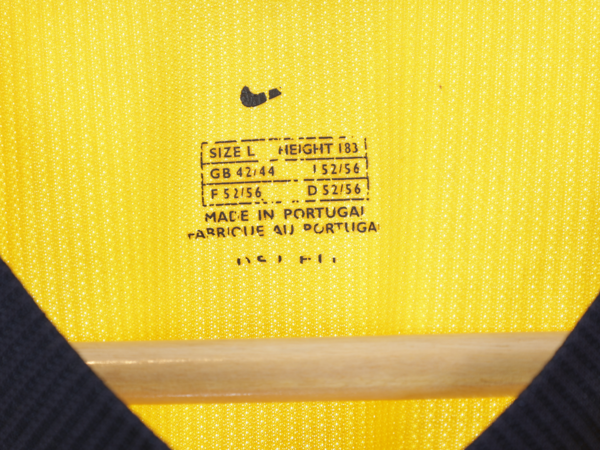 SIZE L HEIGHT 183
GB 42/44 I 52/56
F 52/56 D 52/56
MADE IN PORTUGAL
FABRIQUE AU PORTUGAL